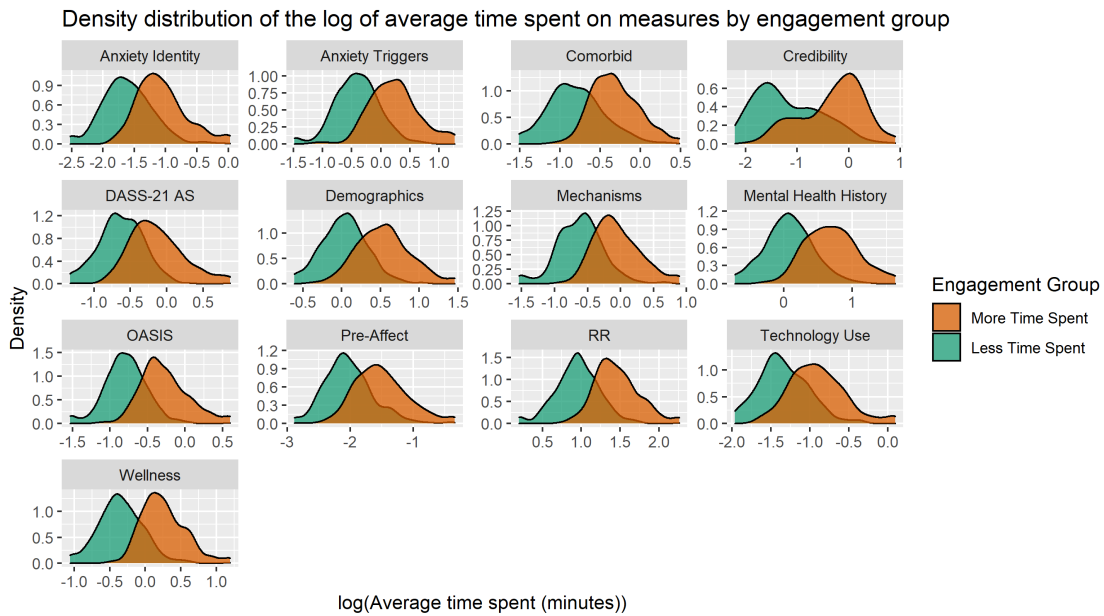 Density distribution of the log of average time spent on measures by engagement group
Anxiety Identity
Anxiety Triggers
Comorbid
Credibility
0.9
0.6
0.3
0.0
-2.5 -2.0 -1.5 -1.0 -0.5 0.0
1.00
0.75
0.50
0.25
0.00
-1.5 -1.0 -0.5 0.0 0.5 1.0
1.0
0.5
0.0
-1.5 -1.0 -0.5 0.0 0.5
0.6
0.4
0.2
0.0
-2 -1 0 1
DASS-21 AS
Demographics
Mechanisms
Mental Health History
1.2
0.8
0.4
0.0
-1.0 -0.5 0.0 0.5
1.0
0.5
0.0
-0.5 0.0 0.5 1.0 1.5
1.25
1.00
0.75
0.50
0.25
0.00
-1.5 -1.0 -0.5 0.0 0.5 1.0
1.2
0.9
0.6
0.3
0.0
0 1
OASIS
Pre-Affect
RR
Technology Use
1.5
1.0
0.5
0.0
-1.5 -1.0 -0.5 0.0 0.5
1.2
0.9
0.6
0.3
0.0
-3 -2 -1
1.5
1.0
0.5
0.0
0.5 1.0 1.5 2.0
1.0
0.5
0.0
-2.0 -1.5 -1.0 -0.5 0.0
Wellness
1.0
0.5
0.0
-1.0 -0.5 0.0 0.5 1.0
Density
log(Average time spent (minutes))
Engagement Group
More Time Spent
Less Time Spent